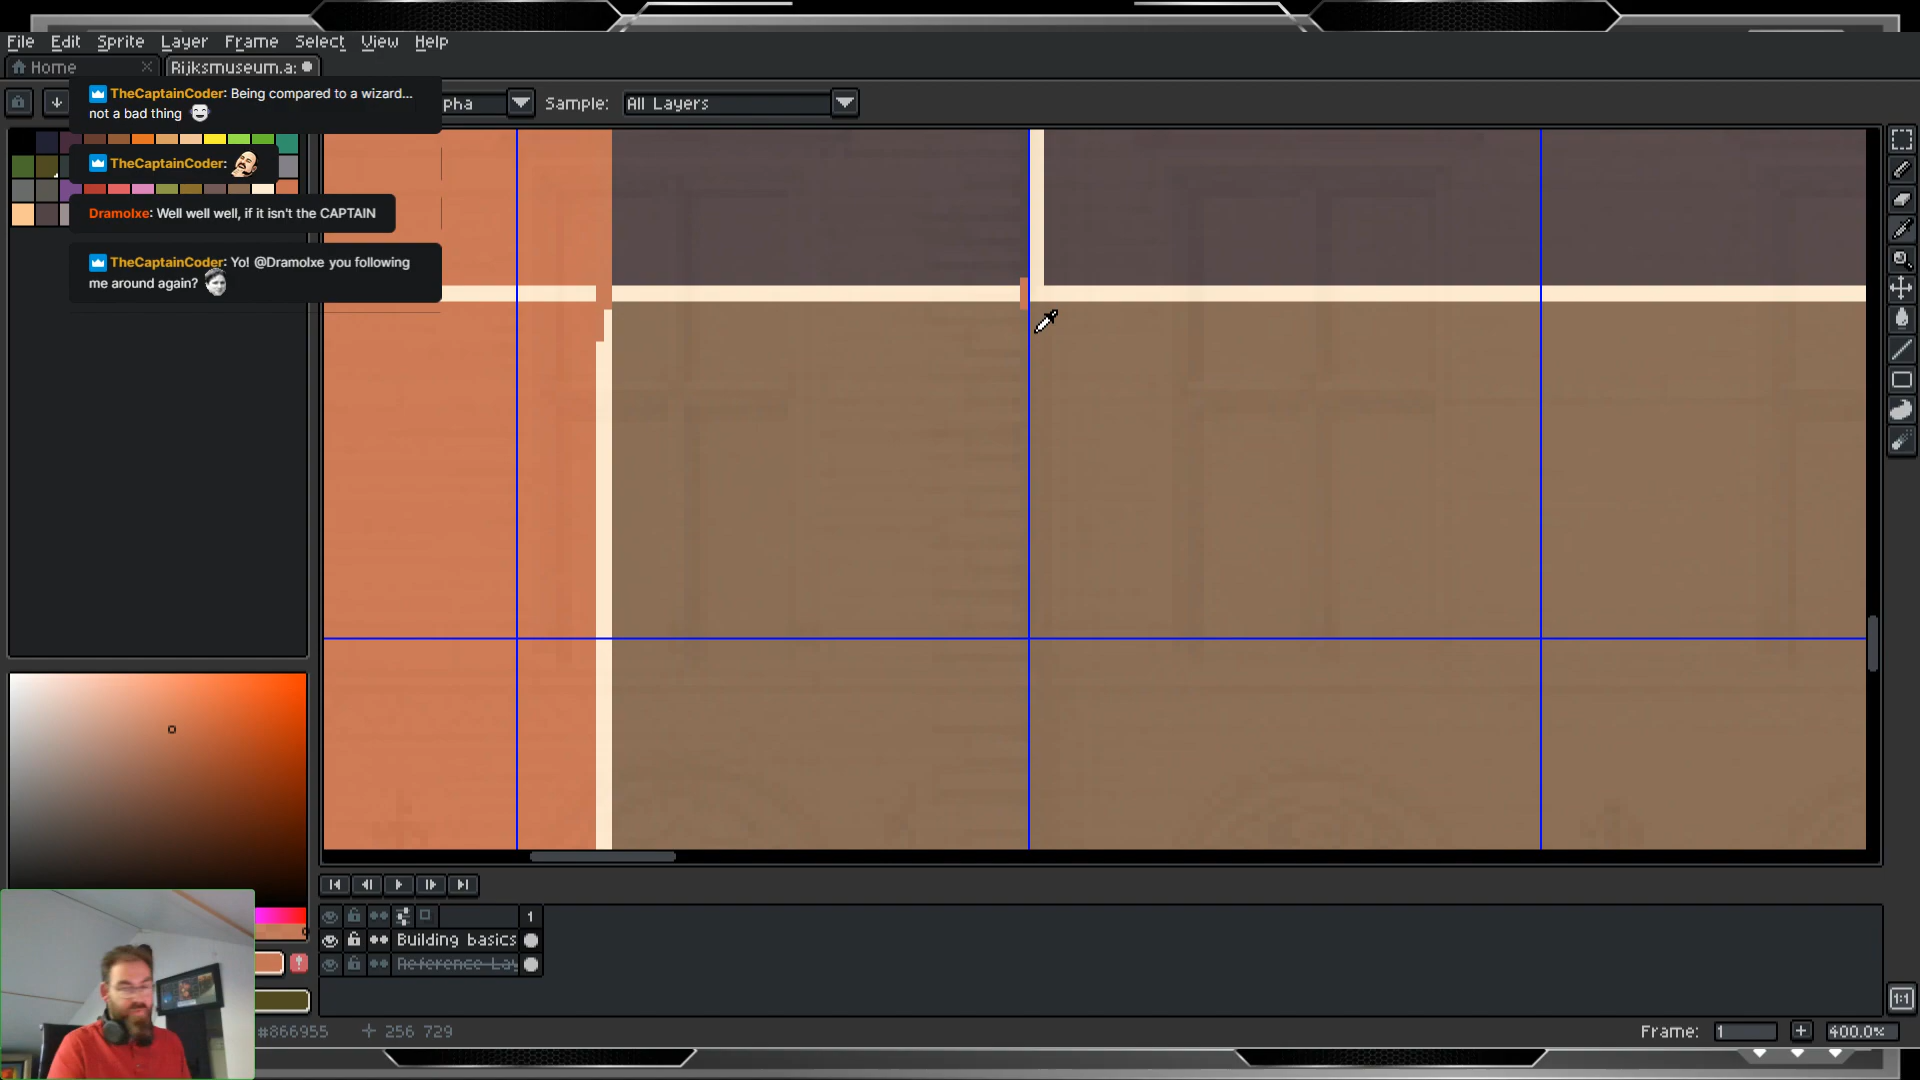 File Edit Sprite Layer Frame Select View Help
Home
Rijksmuseum.a:
pha
Sample:
All Layers
TheCaptainCoder: Being compared to a wizard...
not a bad thing
TheCaptainCoder:
Dramolxe: Well well well, if it isn't the CAPTAIN
TheCaptainCoder: Yo! @Dramolxe you following
me around again?
1
Building basics
Reference Lay
1:1
#866955
256 729
Frame: 1
400.0%